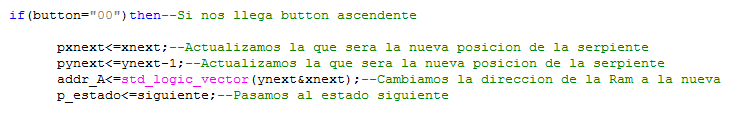 if(button="00")then--Si nos llega button ascendente
pxnext<=xnext;--Actualizamos la que sera la nueva posicion de la serpiente
pynext<=ynext-1;--Actualizamos la que sera la nueva posicion de la serpiente
addr_A<=std_logic_vector(ynext&xnext);--Cambiamos la direccion de la Ram a la nueva
p_estado<=siguiente;--Pasamos al estado siguiente